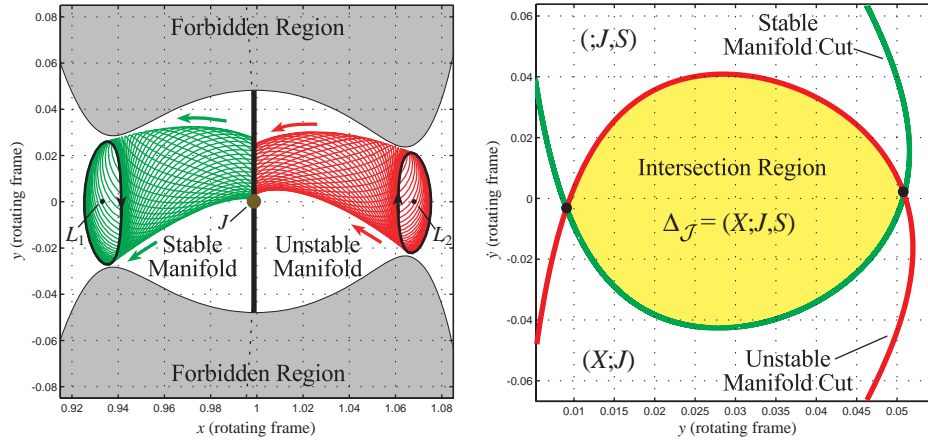 Forbidden Region
J
L1
L2
Stable
Manifold
Unstable
Manifold
Forbidden Region
y (rotating frame)
0.08
0.06
0.04
0.02
0
-0.02
-0.04
-0.06
-0.08
0.92 0.94 0.96 0.98 1 1.02 1.04 1.06 1.08
x (rotating frame)
(;J,S)
Stable
Manifold Cut
Intersection Region
ΔJ = (X;J,S)
(X;J)
Unstable
Manifold Cut
ẏ (rotating frame)
0.06
0.04
0.02
0
-0.02
-0.04
-0.06
0.01 0.015 0.02 0.025 0.03 0.035 0.04 0.045 0.05
y (rotating frame)